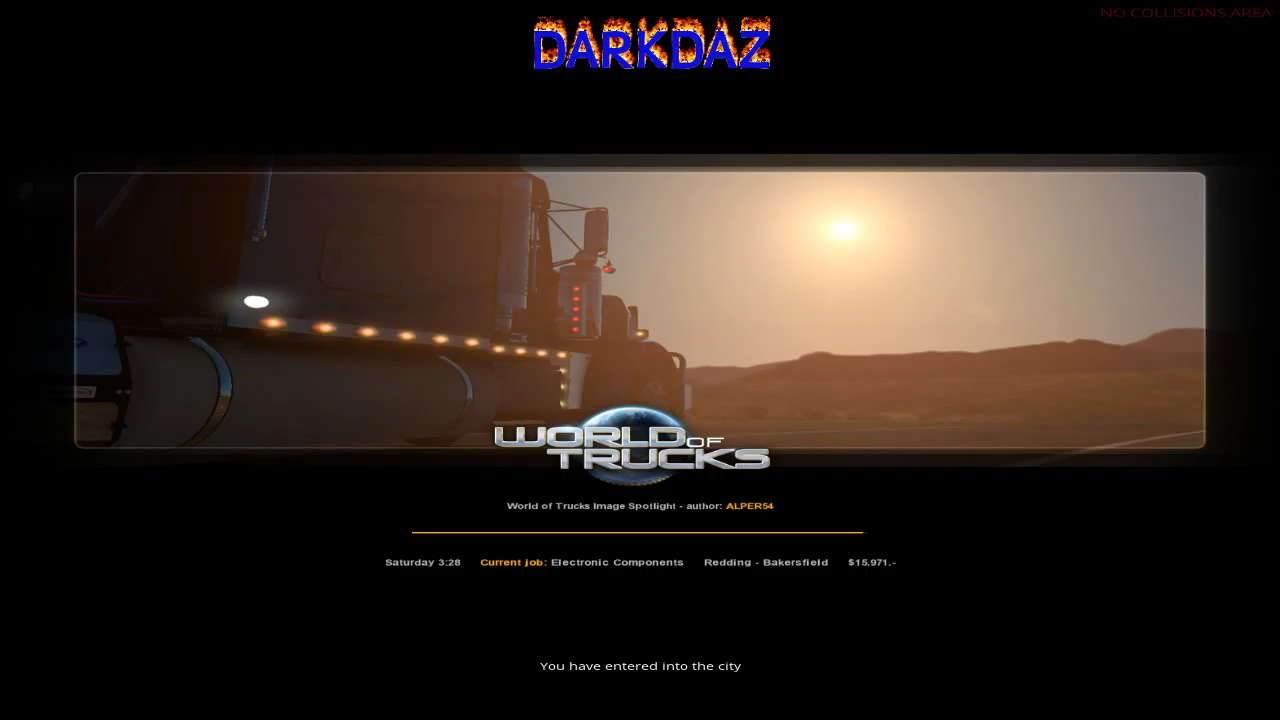 NO COLLISIONS AREA
DARKDAZ
WORLD OF
TRUCKS
World of Trucks Image Spotlight - author: ALPER54
Saturday 3:28 Current job: Electronic Components Redding - Bakersfield $15,971.-
You have entered into the city